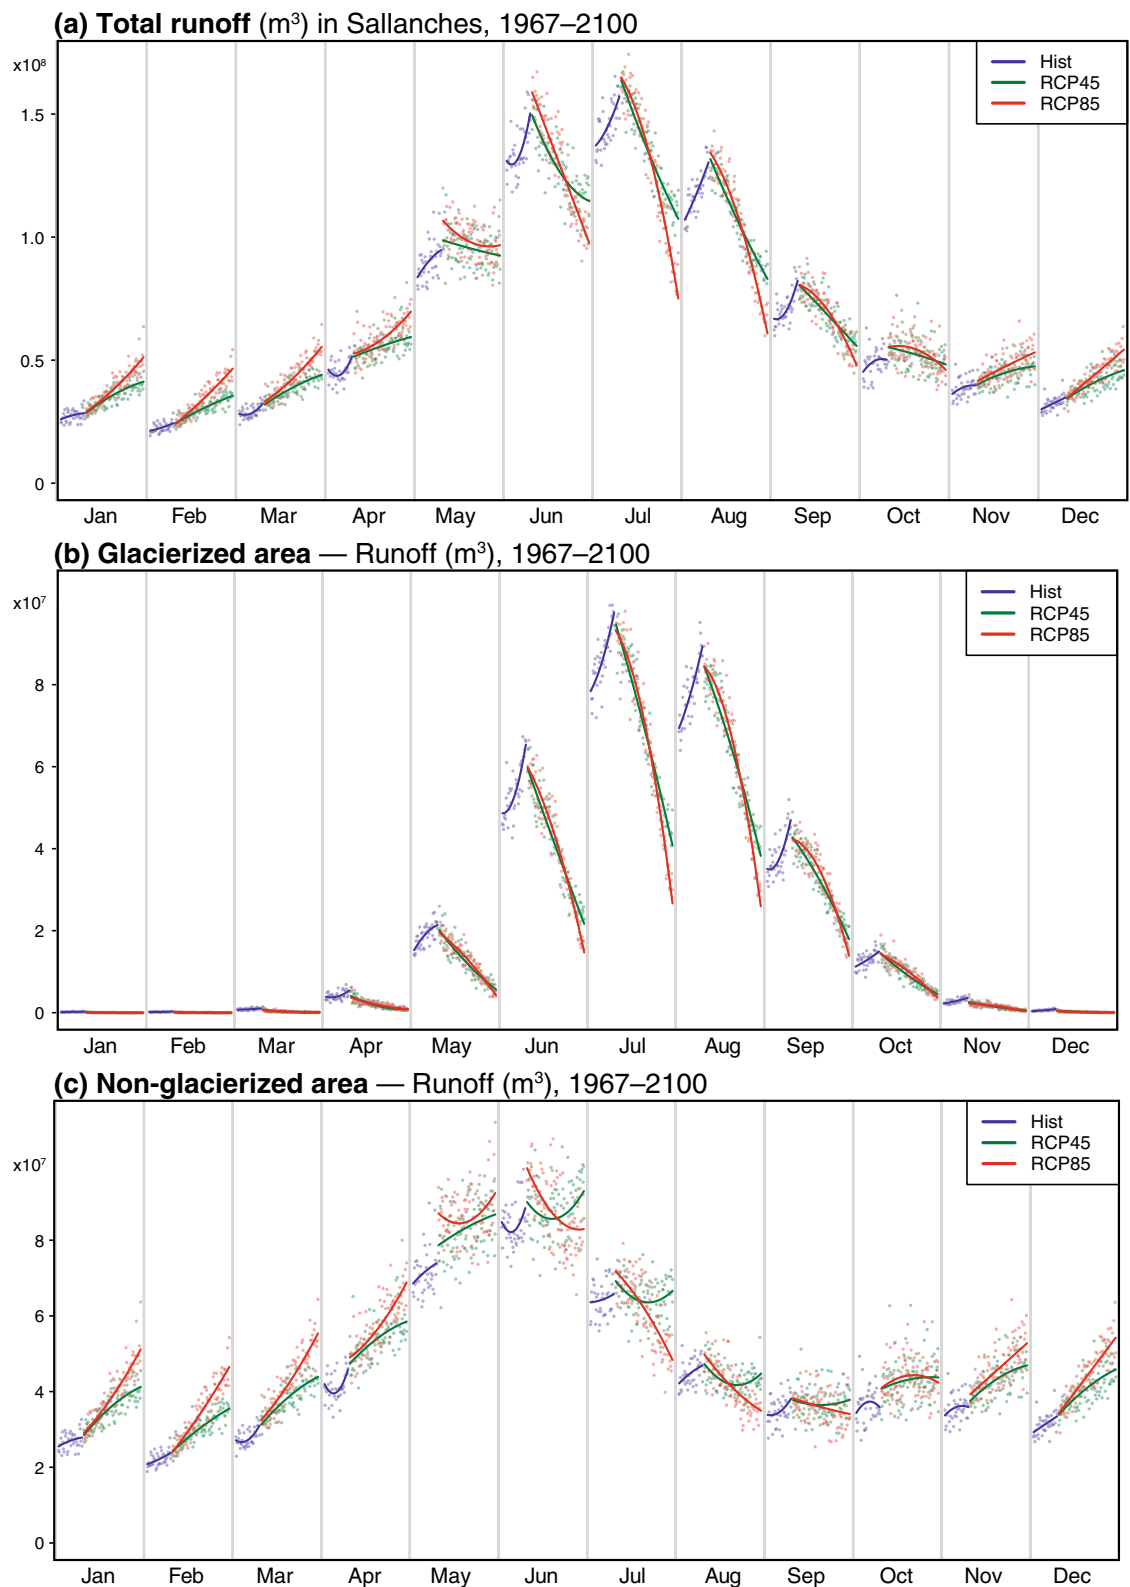 (a) Total runoff (m³) in Sallanches, 1967–2100
x10⁸
Hist
RCP45
RCP85
1.5
1.0
0.5
0
Jan Feb Mar Apr May Jun Jul Aug Sep Oct Nov Dec
(b) Glacierized area — Runoff (m³), 1967–2100
x10⁷
Hist
RCP45
RCP85
8
6
4
2
0
Jan Feb Mar Apr May Jun Jul Aug Sep Oct Nov Dec
(c) Non-glacierized area — Runoff (m³), 1967–2100
x10⁷
Hist
RCP45
RCP85
8
6
4
2
0
Jan Feb Mar Apr May Jun Jul Aug Sep Oct Nov Dec